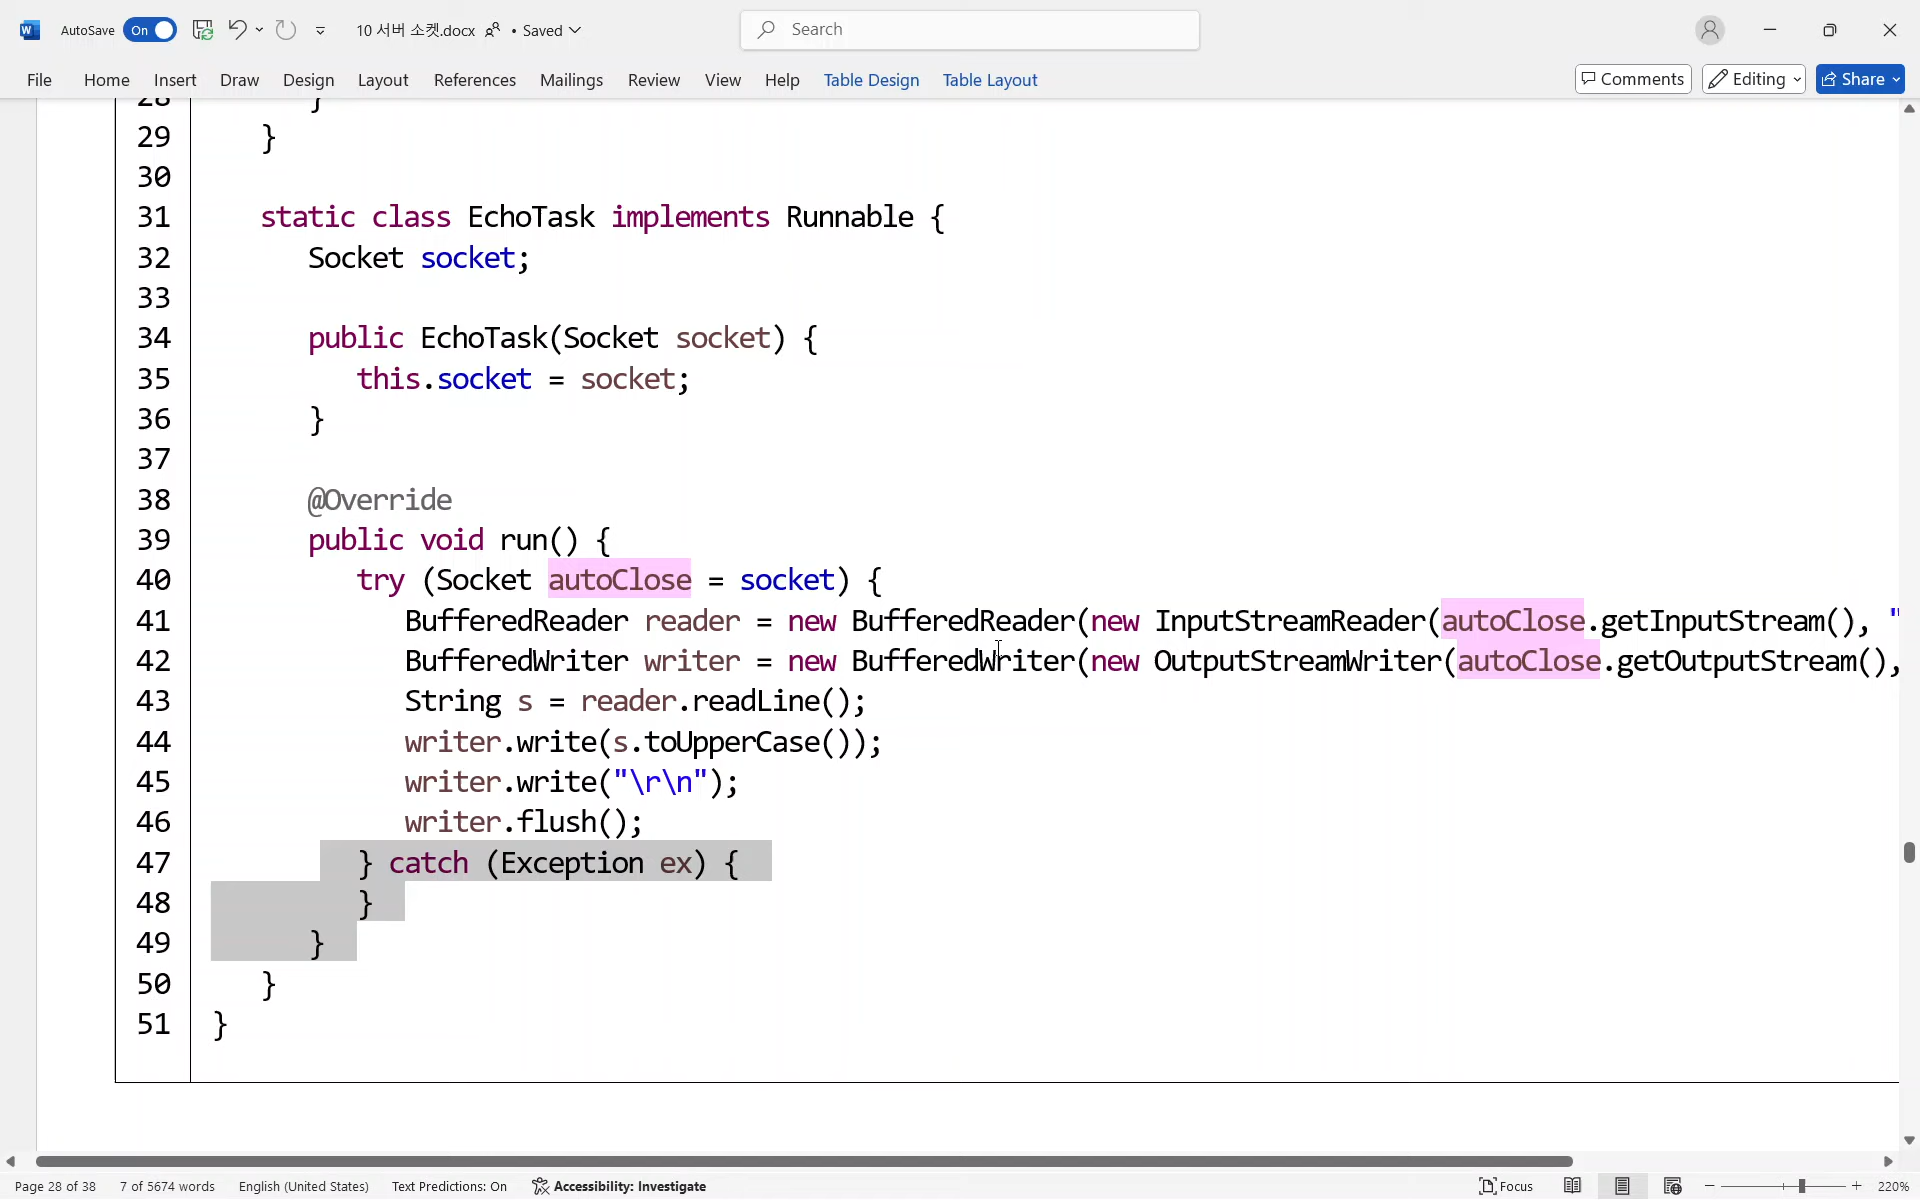 AutoSave On 10 서버 소켓.docx • Saved Search
File Home Insert Draw Design Layout References Mailings Review View Help Table Design Table Layout Comments Editing Share
28 }
29 }
30
31 static class EchoTask implements Runnable {
32 Socket socket;
33
34 public EchoTask(Socket socket) {
35 this.socket = socket;
36 }
37
38 @Override
39 public void run() {
40 try (Socket autoClose = socket) {
41 BufferedReader reader = new BufferedReader(new InputStreamReader(autoClose.getInputStream(), "
42 BufferedWriter writer = new BufferedWriter(new OutputStreamWriter(autoClose.getOutputStream(),
43 String s = reader.readLine();
44 writer.write(s.toUpperCase());
45 writer.write("\r\n");
46 writer.flush();
47 } catch (Exception ex) {
48 }
49 }
50 }
51 }
Page 28 of 38 7 of 5674 words English (United States) Text Predictions: On Accessibility: Investigate Focus 220%